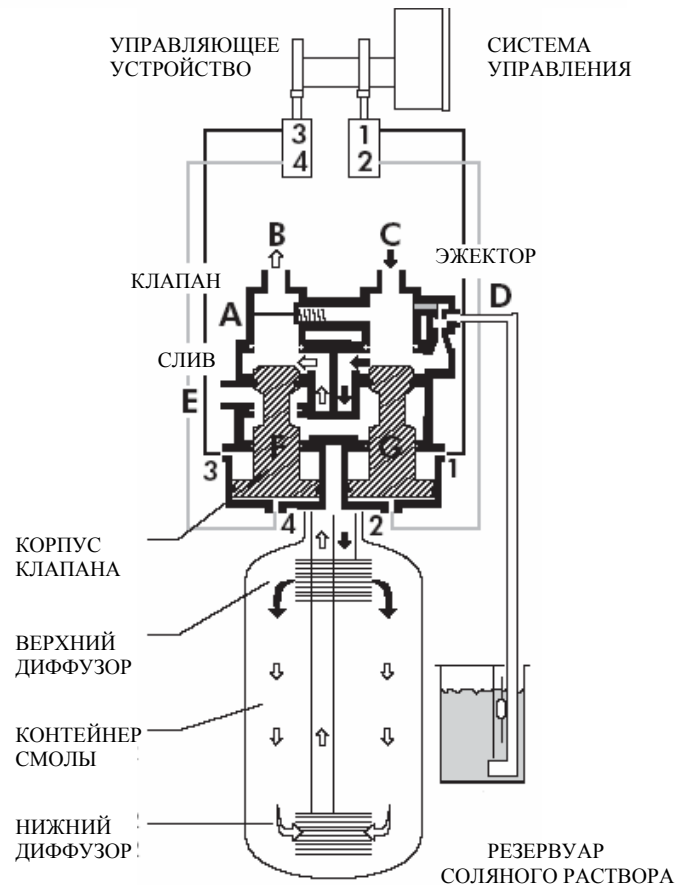 УПРАВЛЯЮЩЕЕ
УСТРОЙСТВО
СИСТЕМА
УПРАВЛЕНИЯ
3
4
1
2
B
C
ЭЖЕКТОР
КЛАПАН
A
D
СЛИВ
E
F
G
3
1
4
2
КОРПУС
КЛАПАНА
ВЕРХНИЙ
ДИФФУЗОР
КОНТЕЙНЕР
СМОЛЫ
НИЖНИЙ
ДИФФУЗОР
РЕЗЕРВУАР
СОЛЯНОГО РАСТВОРА